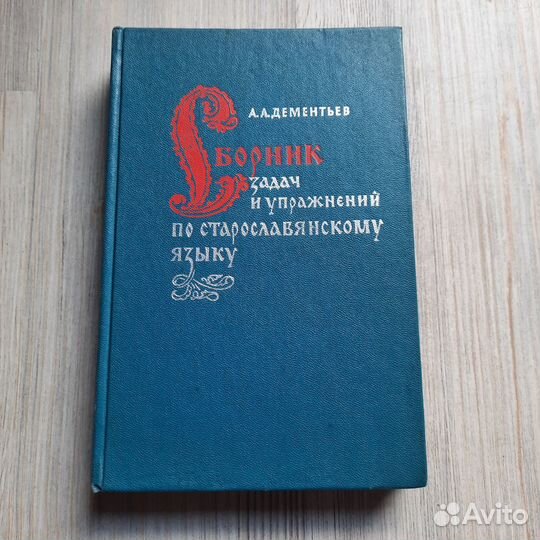 А.А.ДЕМЕНТЬЕВ
СБОРНИК
ЗАДАЧ
И УПРАЖНЕНИЙ
ПО СТАРОСЛАВЯНСКОМУ
ЯЗЫКУ
Avito